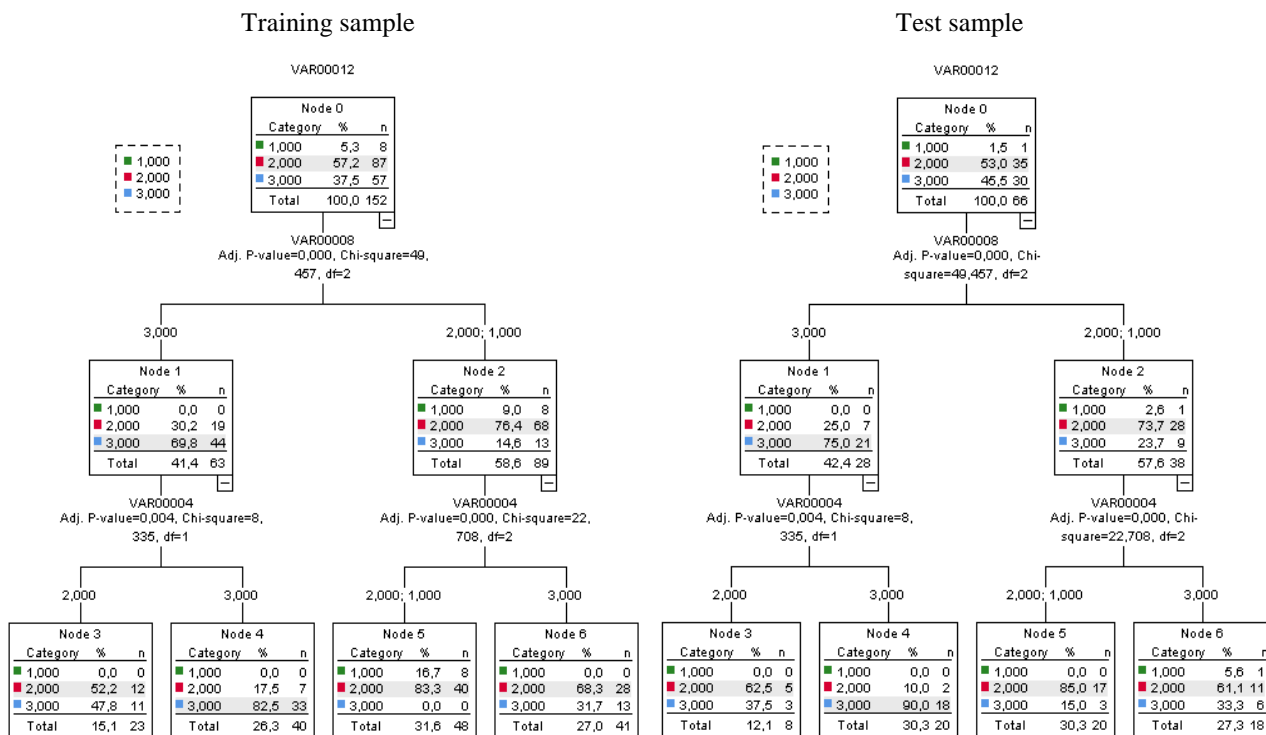 Training sample
VAR00012
1,000
2,000
3,000
Node 0
Category % n
1,000 5,3 8
2,000 57,2 87
3,000 37,5 57
Total 100,0 152
VAR00008
Adj. P-value=0,000, Chi-square=49,
457, df=2
3,000
2,000; 1,000
Node 1
Category % n
1,000 0,0 0
2,000 30,2 19
3,000 69,8 44
Total 41,4 63
Node 2
Category % n
1,000 9,0 8
2,000 76,4 68
3,000 14,6 13
Total 58,6 89
VAR00004
Adj. P-value=0,004, Chi-square=8,
335, df=1
VAR00004
Adj. P-value=0,000, Chi-square=22,
708, df=2
2,000
3,000
2,000; 1,000
3,000
Node 3
Category % n
1,000 0,0 0
2,000 52,2 12
3,000 47,8 11
Total 15,1 23
Node 4
Category % n
1,000 0,0 0
2,000 17,5 7
3,000 82,5 33
Total 26,3 40
Node 5
Category % n
1,000 16,7 8
2,000 83,3 40
3,000 0,0 0
Total 31,6 48
Node 6
Category % n
1,000 0,0 0
2,000 68,3 28
3,000 31,7 13
Total 27,0 41
Test sample
VAR00012
1,000
2,000
3,000
Node 0
Category % n
1,000 1,5 1
2,000 53,0 35
3,000 45,5 30
Total 100,0 66
VAR00008
Adj. P-value=0,000, Chi-
square=49,457, df=2
3,000
2,000; 1,000
Node 1
Category % n
1,000 0,0 0
2,000 25,0 7
3,000 75,0 21
Total 42,4 28
Node 2
Category % n
1,000 2,6 1
2,000 73,7 28
3,000 23,7 9
Total 57,6 38
VAR00004
Adj. P-value=0,004, Chi-square=8,
335, df=1
VAR00004
Adj. P-value=0,000, Chi-
square=22,708, df=2
2,000
3,000
2,000; 1,000
3,000
Node 3
Category % n
1,000 0,0 0
2,000 62,5 5
3,000 37,5 3
Total 12,1 8
Node 4
Category % n
1,000 0,0 0
2,000 10,0 2
3,000 90,0 18
Total 30,3 20
Node 5
Category % n
1,000 0,0 0
2,000 85,0 17
3,000 15,0 3
Total 30,3 20
Node 6
Category % n
1,000 5,6 1
2,000 61,1 11
3,000 33,3 6
Total 27,3 18